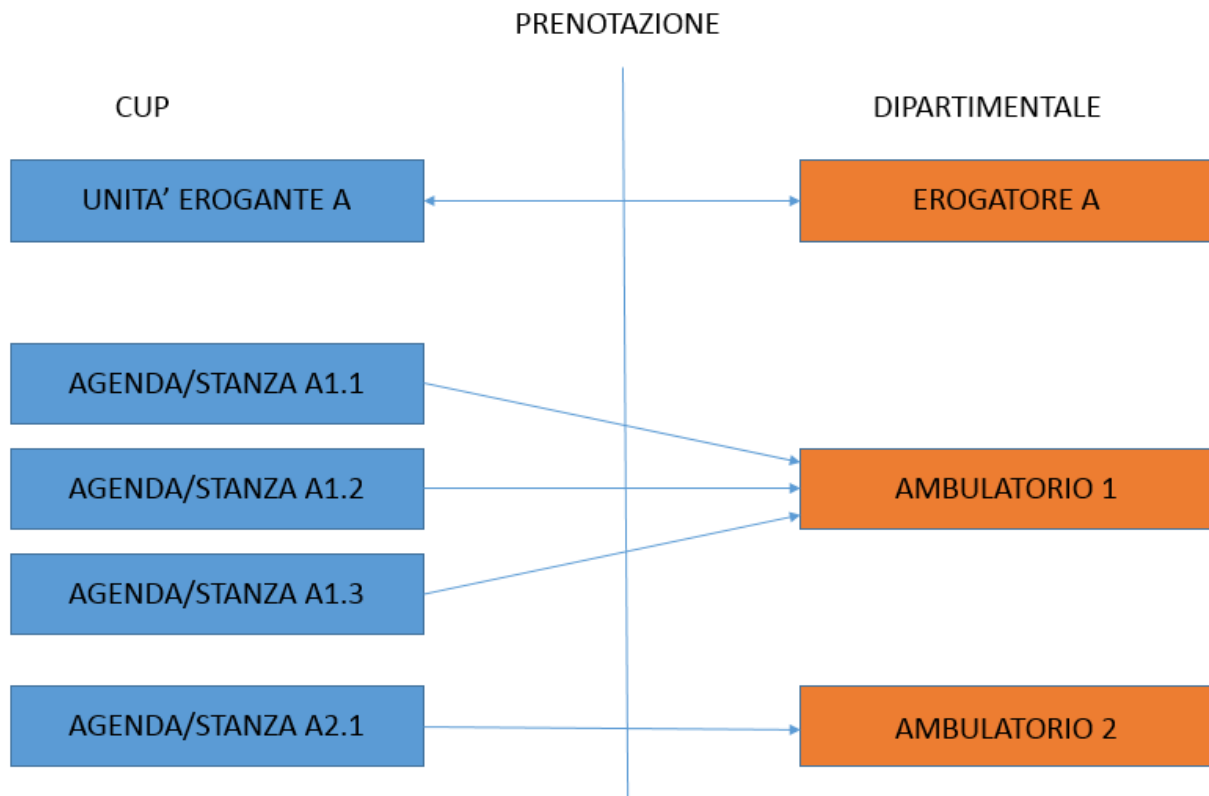 PRENOTAZIONE
CUP
DIPARTIMENTALE
UNITA’ EROGANTE A
EROGATORE A
AGENDA/STANZA A1.1
AGENDA/STANZA A1.2
AMBULATORIO 1
AGENDA/STANZA A1.3
AGENDA/STANZA A2.1
AMBULATORIO 2